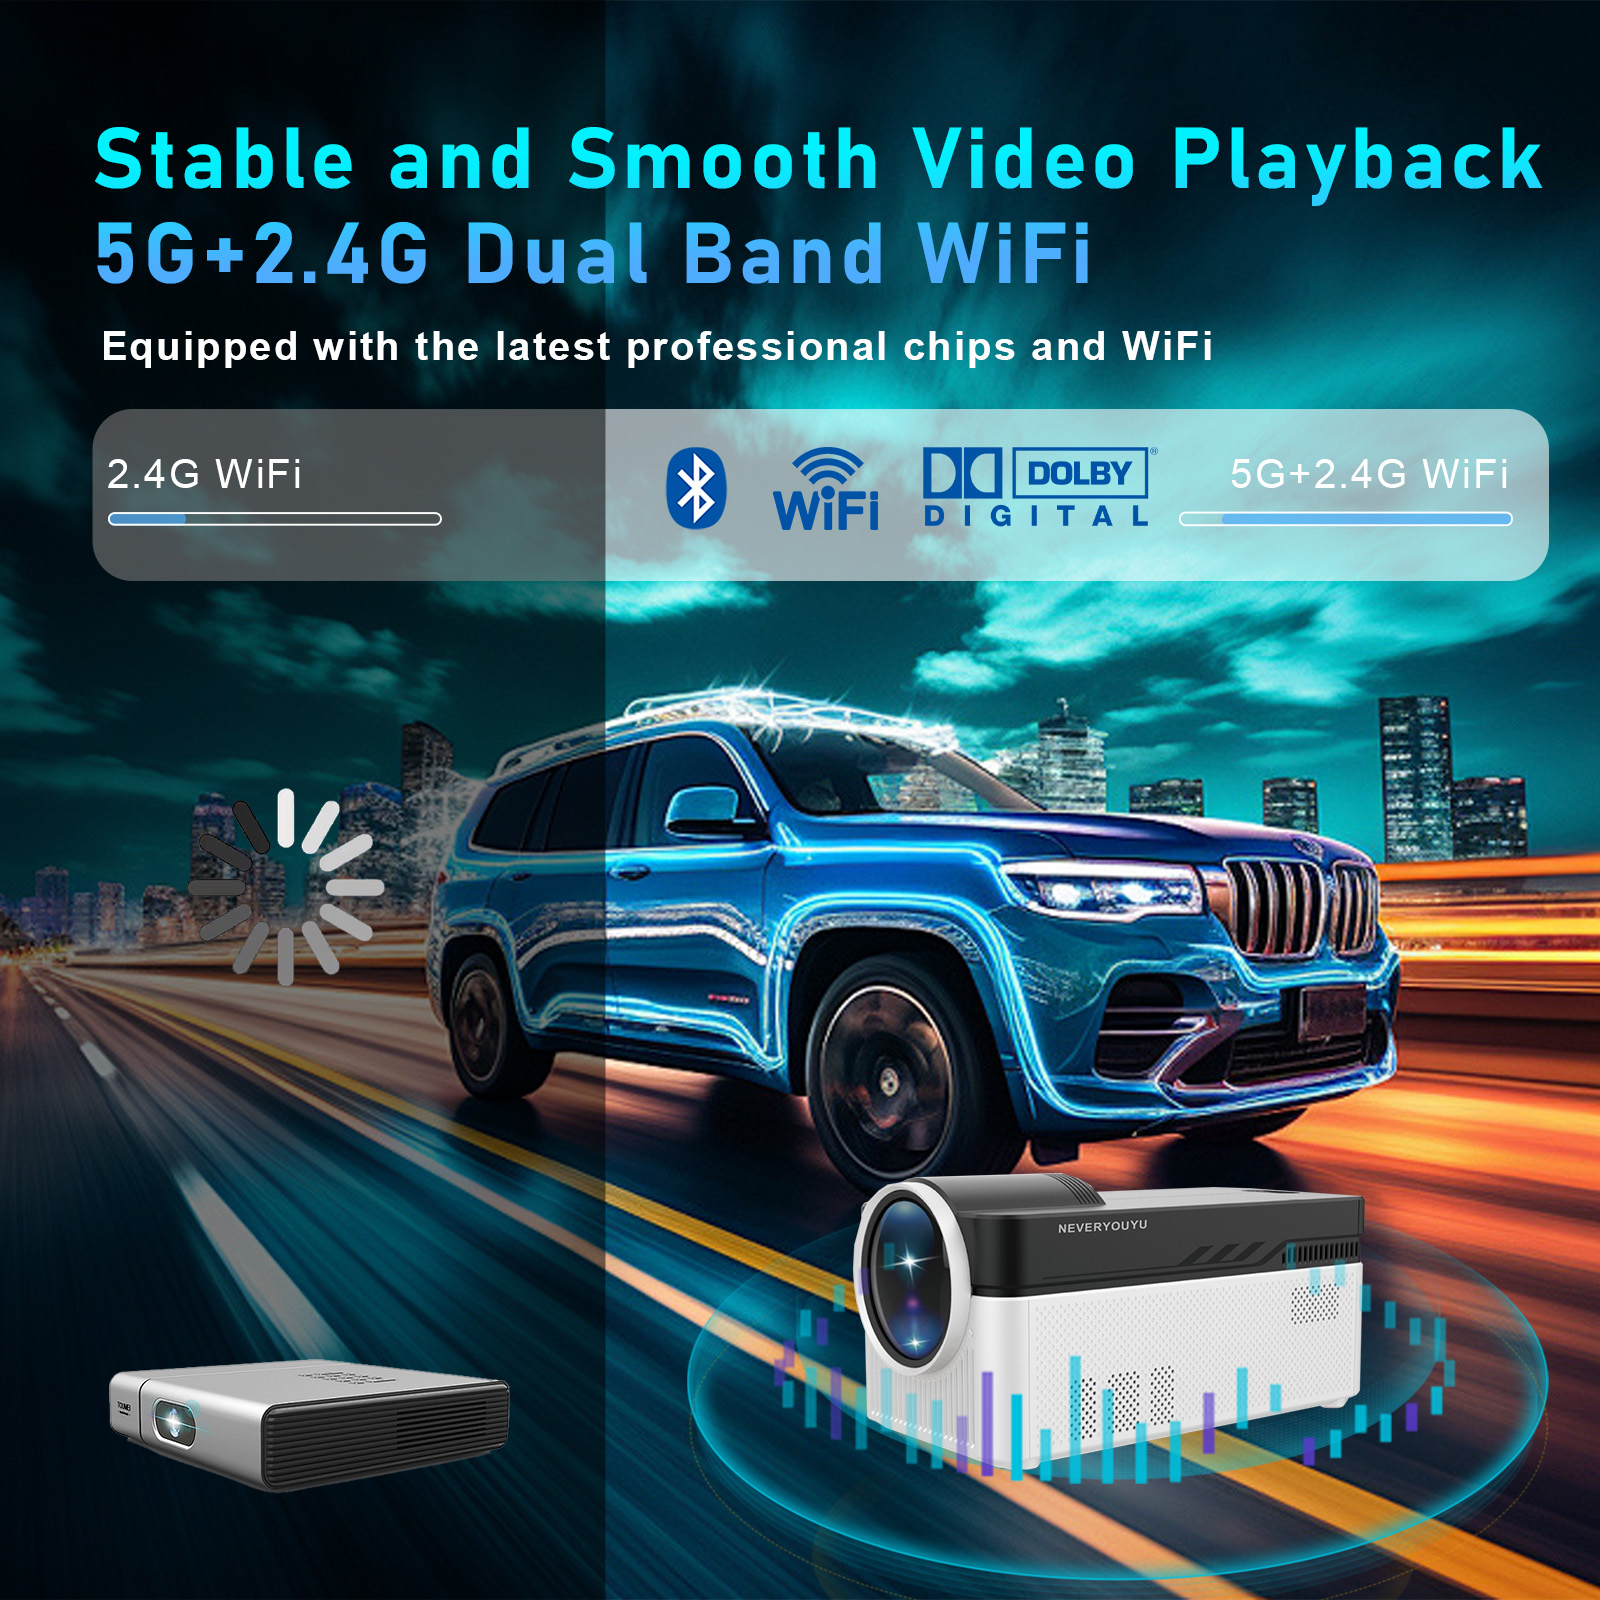 Stable and Smooth Video Playback
5G+2.4G Dual Band WiFi
Equipped with the latest professional chips and WiFi
2.4G WiFi
WiFi
DOLBY®
DIGITAL
5G+2.4G WiFi
NEVERYOUYU
TOUMEI